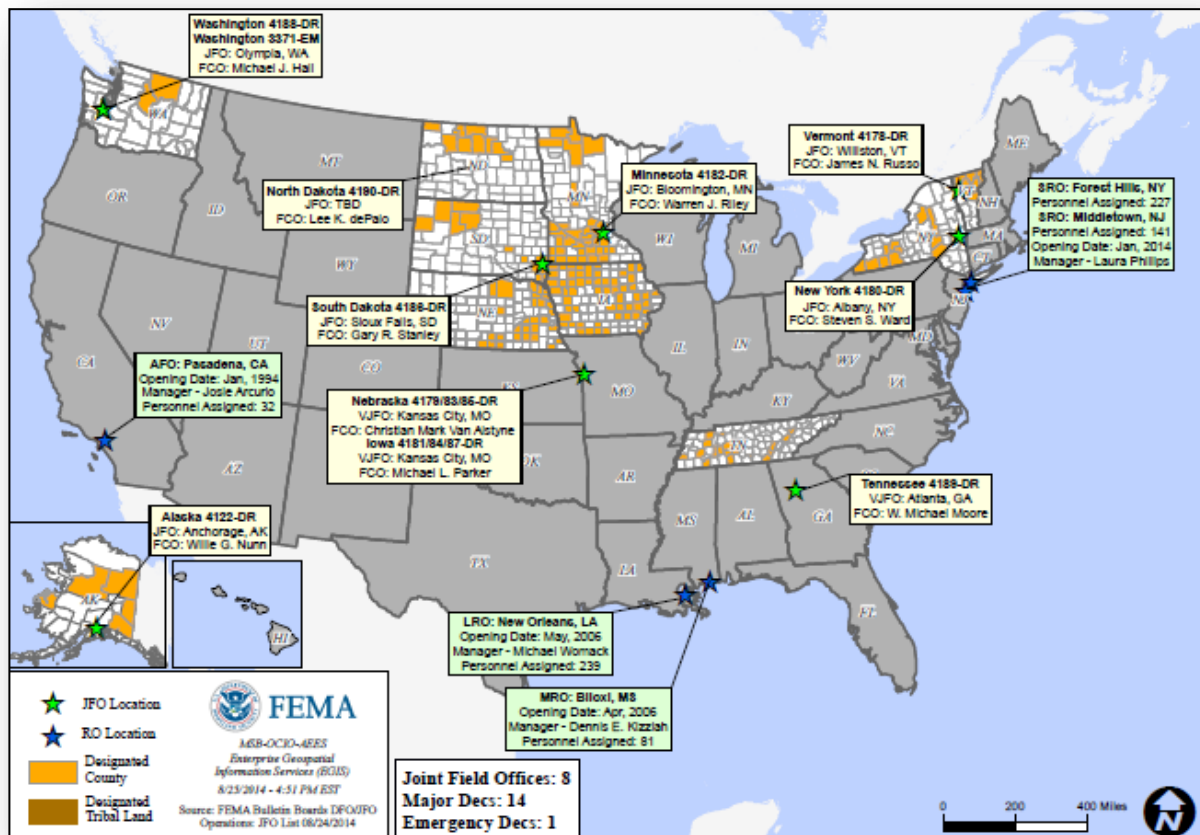 Washington 4188-DR
Washington 3371-EM
JFO: Olympia, WA
FCO: Michael J. Hall
Vermont 4178-DR
JFO: Williston, VT
FCO: James N. Russo
North Dakota 4190-DR
JFO: TBD
FCO: Lee K. dePalo
Minnesota 4182-DR
JFO: Bloomington, MN
FCO: Warren J. Riley
SRO: Forest Hills, NY
Personnel Assigned: 227
SRO: Middletown, NJ
Personnel Assigned: 141
Opening Date: Jan, 2014
Manager - Laura Phillips
South Dakota 4186-DR
JFO: Sioux Falls, SD
FCO: Gary R. Stanley
New York 4180-DR
JFO: Albany, NY
FCO: Steven S. Ward
AFO: Pasadena, CA
Opening Date: Jan, 1994
Manager - Josie Arcurio
Personnel Assigned: 32
Nebraska 4179/83/85-DR
VJFO: Kansas City, MO
FCO: Christian Mark Van Alstyne
Iowa 4181/84/87-DR
VJFO: Kansas City, MO
FCO: Michael L. Parker
Tennessee 4189-DR
VJFO: Atlanta, GA
FCO: W. Michael Moore
Alaska 4122-DR
JFO: Anchorage, AK
FCO: Willie G. Nunn
LRO: New Orleans, LA
Opening Date: May, 2006
Manager - Michael Womack
Personnel Assigned: 239
MRO: Biloxi, MS
Opening Date: Apr, 2006
Manager - Dennis E. Kizziah
Personnel Assigned: 81
WA
MT
ND
MN
ME
OR
ID
SD
WI
MI
VT
NH
NY
MA
CT
WY
NE
IA
NJ
NV
UT
CO
IL
IN
MD
WV
VA
CA
MO
KY
AZ
OK
AR
TN
NC
MS
AL
GA
TX
LA
FL
AK
HI
JFO Location
RO Location
Designated
County
Designated
Tribal Land
FEMA
MSB-OCIO-AEES
Enterprise Geospatial
Information Services (EGIS)
8/25/2014 - 4:51 PM EST
Source: FEMA Bulletin Boards DFO/JFO
Operations: JFO List 08/24/2014
Joint Field Offices: 8
Major Decs: 14
Emergency Decs: 1
0 200 400 Miles
N